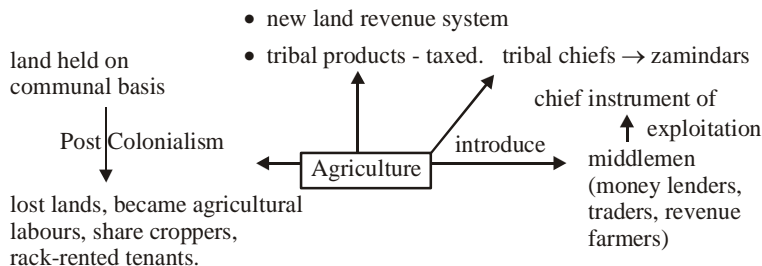 • new land revenue system
• tribal products - taxed. tribal chiefs → zamindars
land held on
communal basis
chief instrument of
exploitation
Post Colonialism
introduce
Agriculture
middlemen
(money lenders,
traders, revenue
farmers)
lost lands, became agricultural
labours, share croppers,
rack-rented tenants.